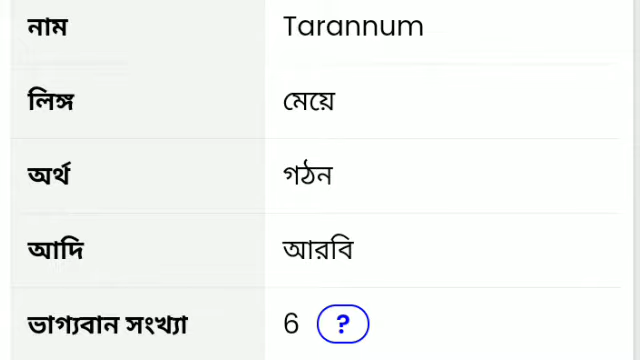 নাম Tarannum
লিঙ্গ মেয়ে
অর্থ গঠন
আদি আরবি
ভাগ্যবান সংখ্যা 6 ?